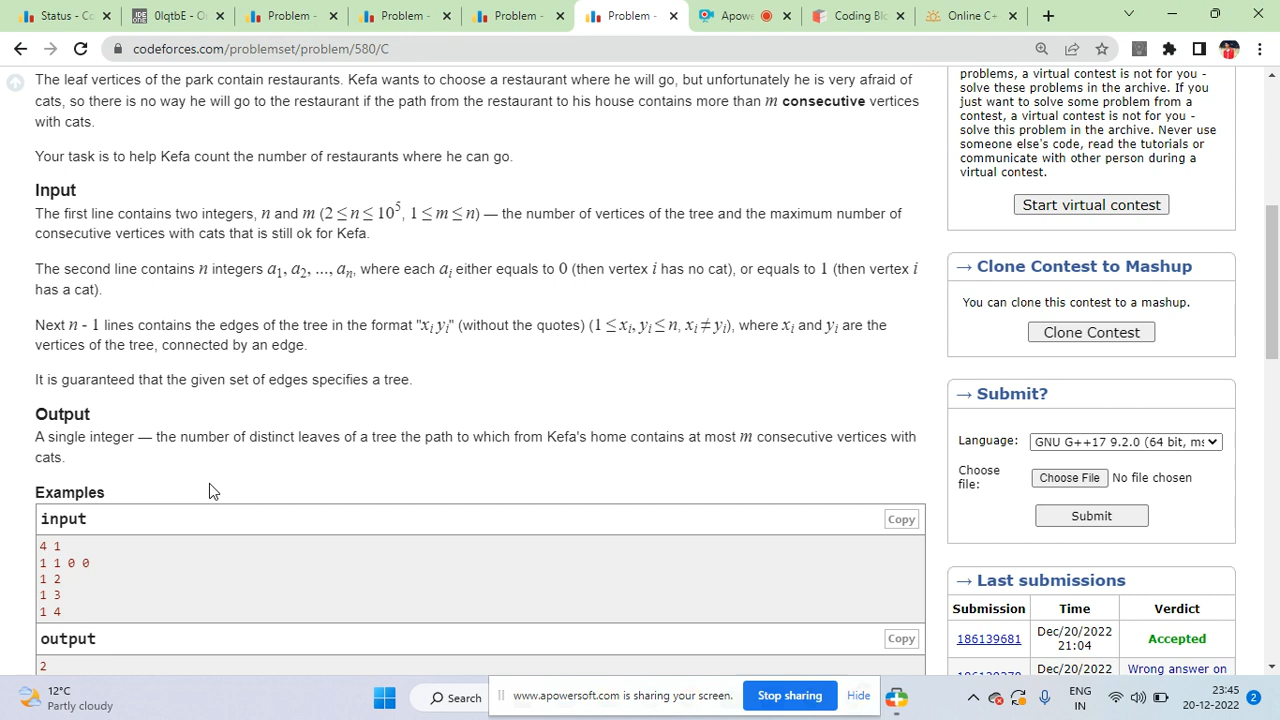 Status - Co
0lqtbE - On
Problem -
Problem -
Problem -
Problem -
Apowe
Coding Blo
Online C+
codeforces.com/problemset/problem/580/C
The leaf vertices of the park contain restaurants. Kefa wants to choose a restaurant where he will go, but unfortunately he is very afraid of
cats, so there is no way he will go to the restaurant if the path from the restaurant to his house contains more than m consecutive vertices
with cats.
Your task is to help Kefa count the number of restaurants where he can go.
Input
The first line contains two integers, n and m (2 ≤ n ≤ 10⁵, 1 ≤ m ≤ n) — the number of vertices of the tree and the maximum number of
consecutive vertices with cats that is still ok for Kefa.
The second line contains n integers a₁, a₂, ..., aₙ, where each aᵢ either equals to 0 (then vertex i has no cat), or equals to 1 (then vertex i
has a cat).
Next n - 1 lines contains the edges of the tree in the format "xᵢ yᵢ" (without the quotes) (1 ≤ xᵢ, yᵢ ≤ n, xᵢ ≠ yᵢ), where xᵢ and yᵢ are the
vertices of the tree, connected by an edge.
It is guaranteed that the given set of edges specifies a tree.
Output
A single integer — the number of distinct leaves of a tree the path to which from Kefa's home contains at most m consecutive vertices with
cats.
Examples
input
Copy
4 1
1 1 0 0
1 2
1 3
1 4
output
Copy
2
problems, a virtual contest is not for you -
solve these problems in the archive. If you
just want to solve some problem from a
contest, a virtual contest is not for you -
solve this problem in the archive. Never use
someone else's code, read the tutorials or
communicate with other person during a
virtual contest.
Start virtual contest
→ Clone Contest to Mashup
You can clone this contest to a mashup.
Clone Contest
→ Submit?
Language:
GNU G++17 9.2.0 (64 bit, ms
Choose
file:
Choose File No file chosen
Submit
→ Last submissions
Submission Time Verdict
186139681 Dec/20/2022
21:04 Accepted
Dec/20/2022 Wrong answer on
12°C
Partly cloudy
Search
www.apowersoft.com is sharing your screen.
Stop sharing
Hide
ENG
IN
23:45
20-12-2022
2